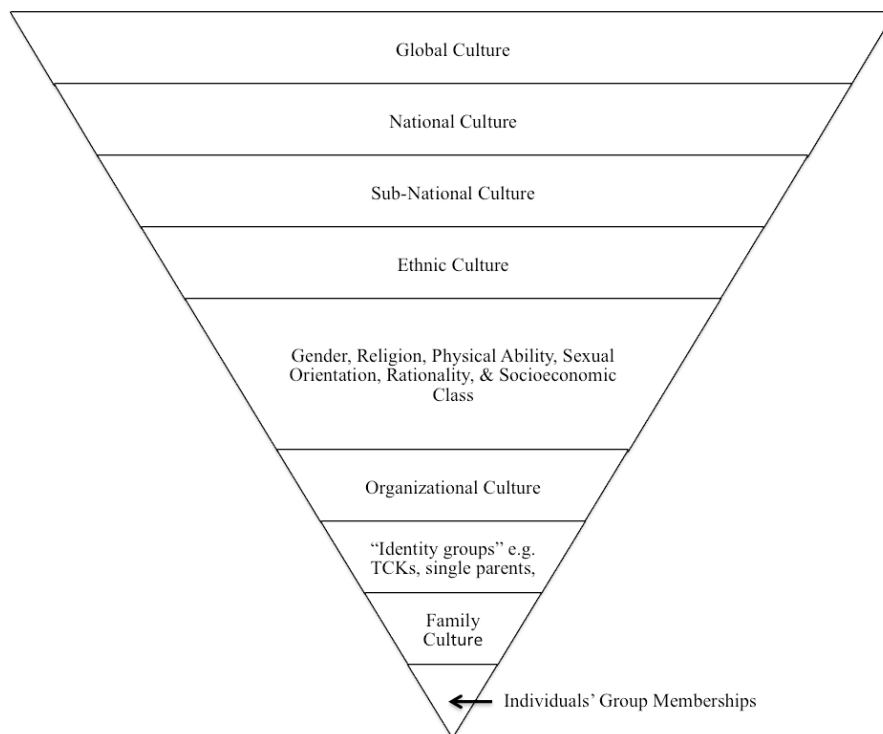 Global Culture
National Culture
Sub-National Culture
Ethnic Culture
Gender, Religion, Physical Ability, Sexual
Orientation, Rationality, & Socioeconomic
Class
Organizational Culture
“Identity groups” e.g.
TCKs, single parents,
Family
Culture
Individuals’ Group Memberships